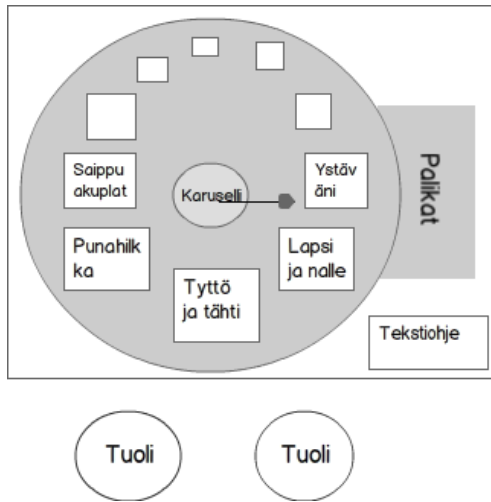 Saippu
akuplat
Karuselli
Ystäv
äni
Palikat
Punahilk
ka
Tyttö
ja tähti
Lapsi
ja nalle
Tekstiohje
Tuoli
Tuoli